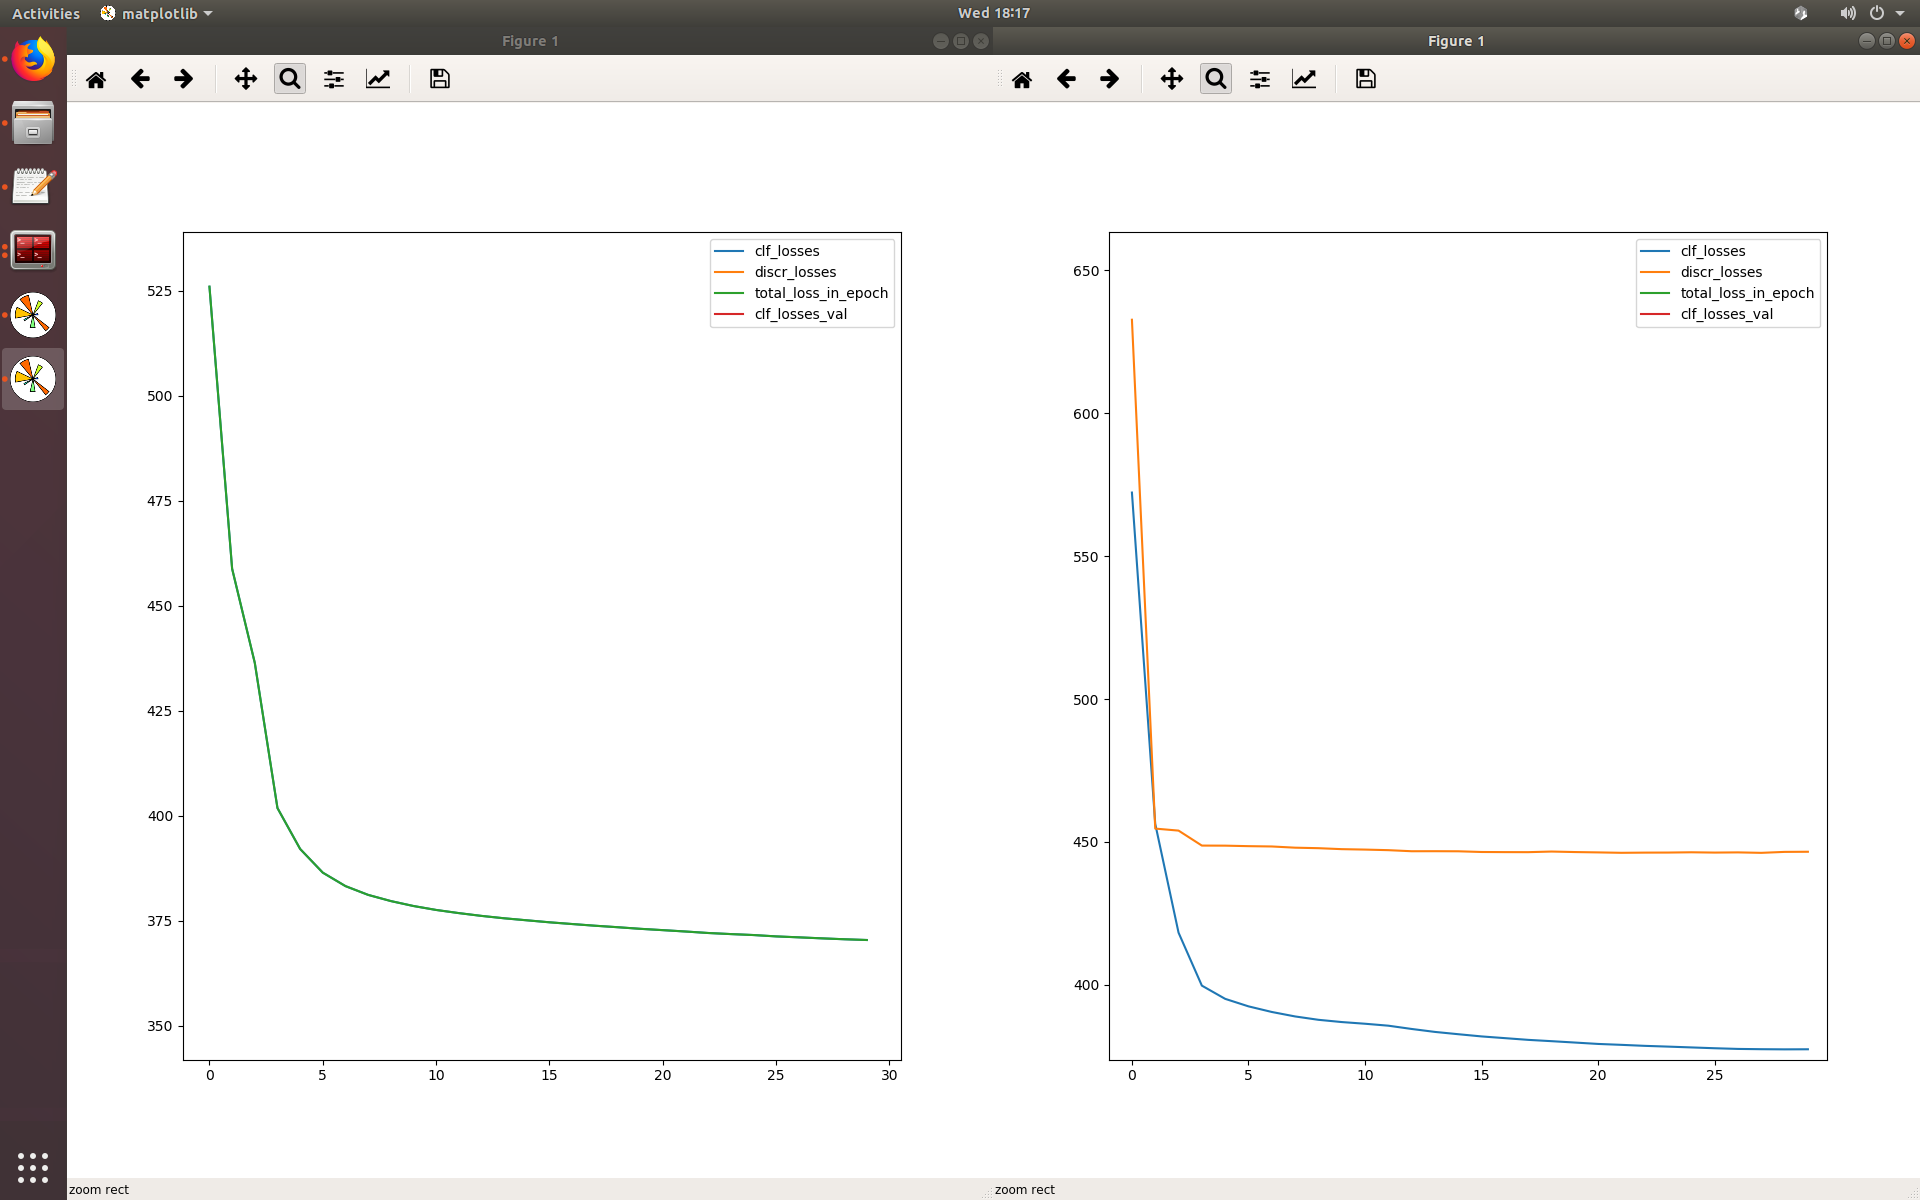 Activities matplotlib Wed 18:17
Figure 1
clf_losses
discr_losses
total_loss_in_epoch
clf_losses_val
525
500
475
450
425
400
375
350
0 5 10 15 20 25 30
zoom rect
Figure 1
clf_losses
discr_losses
total_loss_in_epoch
clf_losses_val
650
600
550
500
450
400
0 5 10 15 20 25
zoom rect